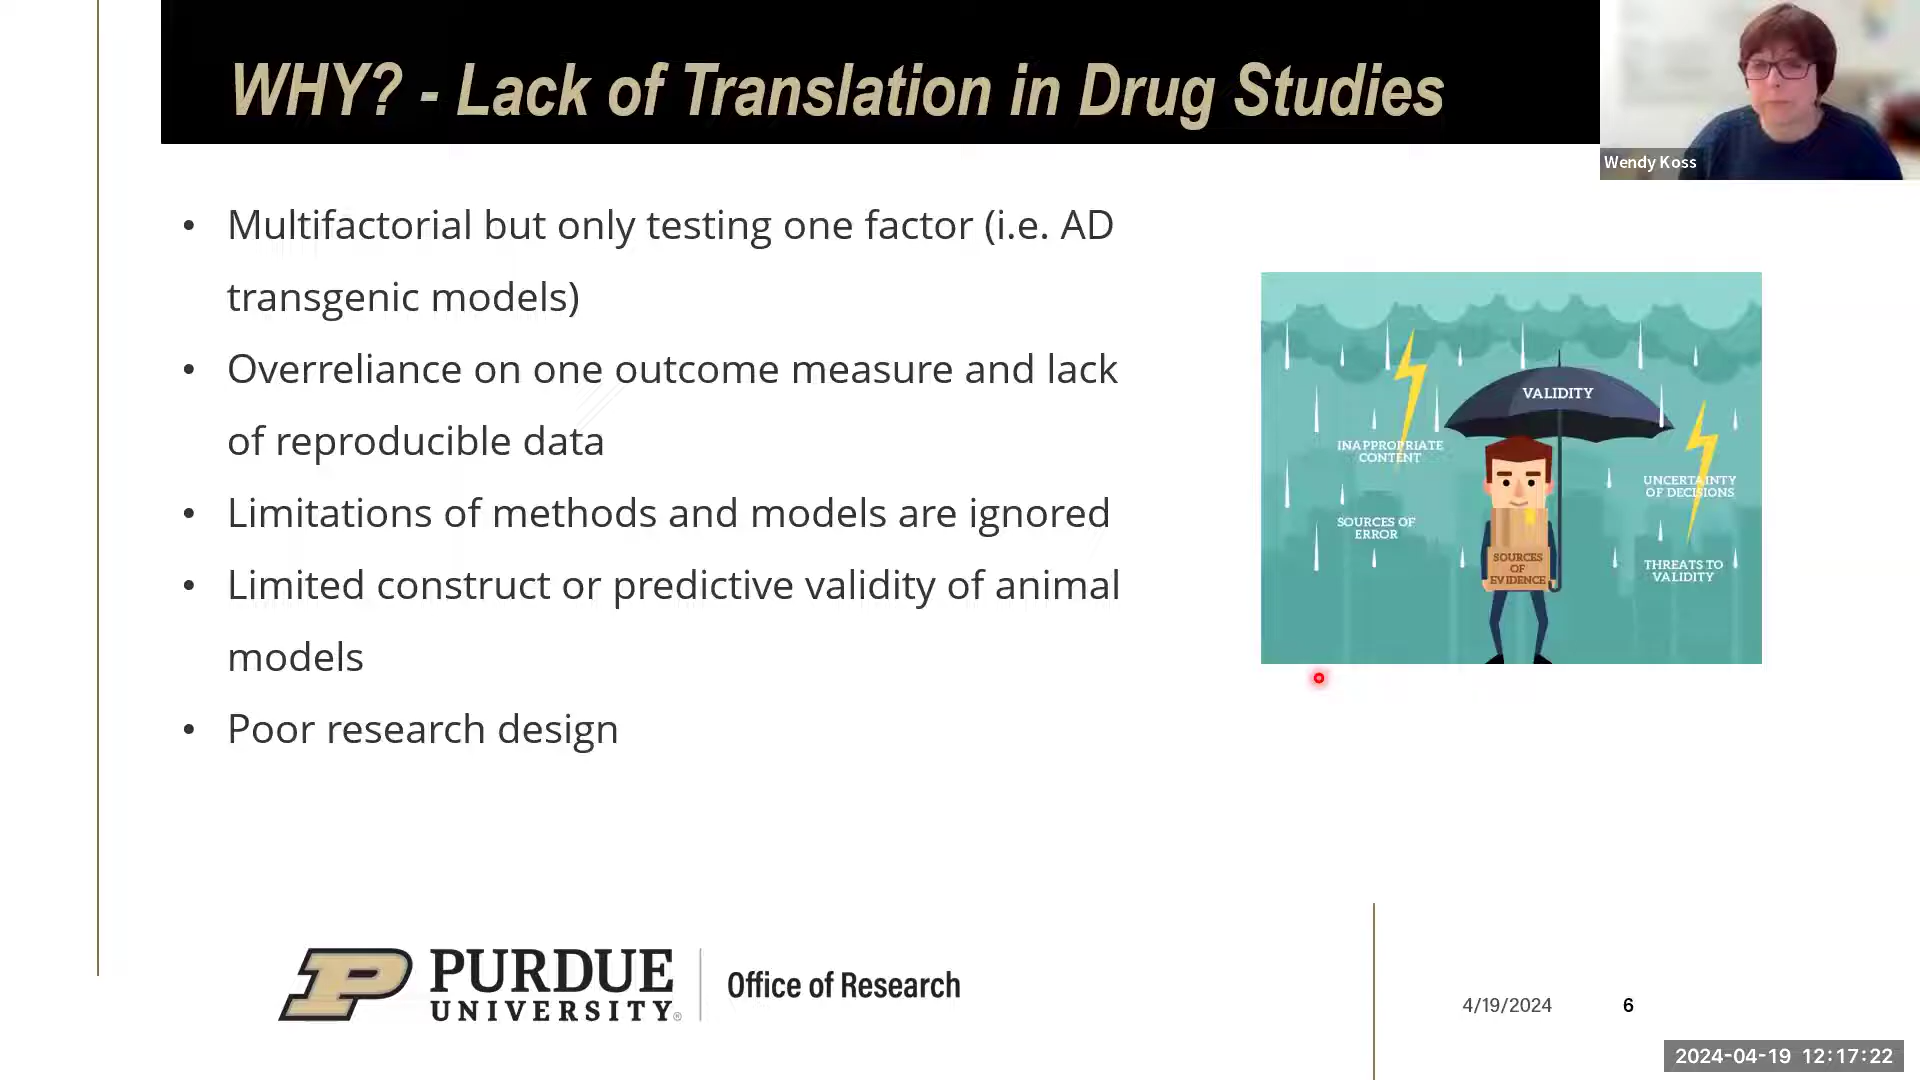 WHY? - Lack of Translation in Drug Studies
Wendy Koss
• Multifactorial but only testing one factor (i.e. AD
transgenic models)
• Overreliance on one outcome measure and lack
of reproducible data
• Limitations of methods and models are ignored
• Limited construct or predictive validity of animal
models
• Poor research design
VALIDITY
INAPPROPRIATE
CONTENT
UNCERTAINTY
OF DECISIONS
SOURCES OF
ERROR
SOURCES
OF
EVIDENCE
THREATS TO
VALIDITY
P PURDUE
UNIVERSITY®
Office of Research
4/19/2024
6
2024-04-19 12:17:22